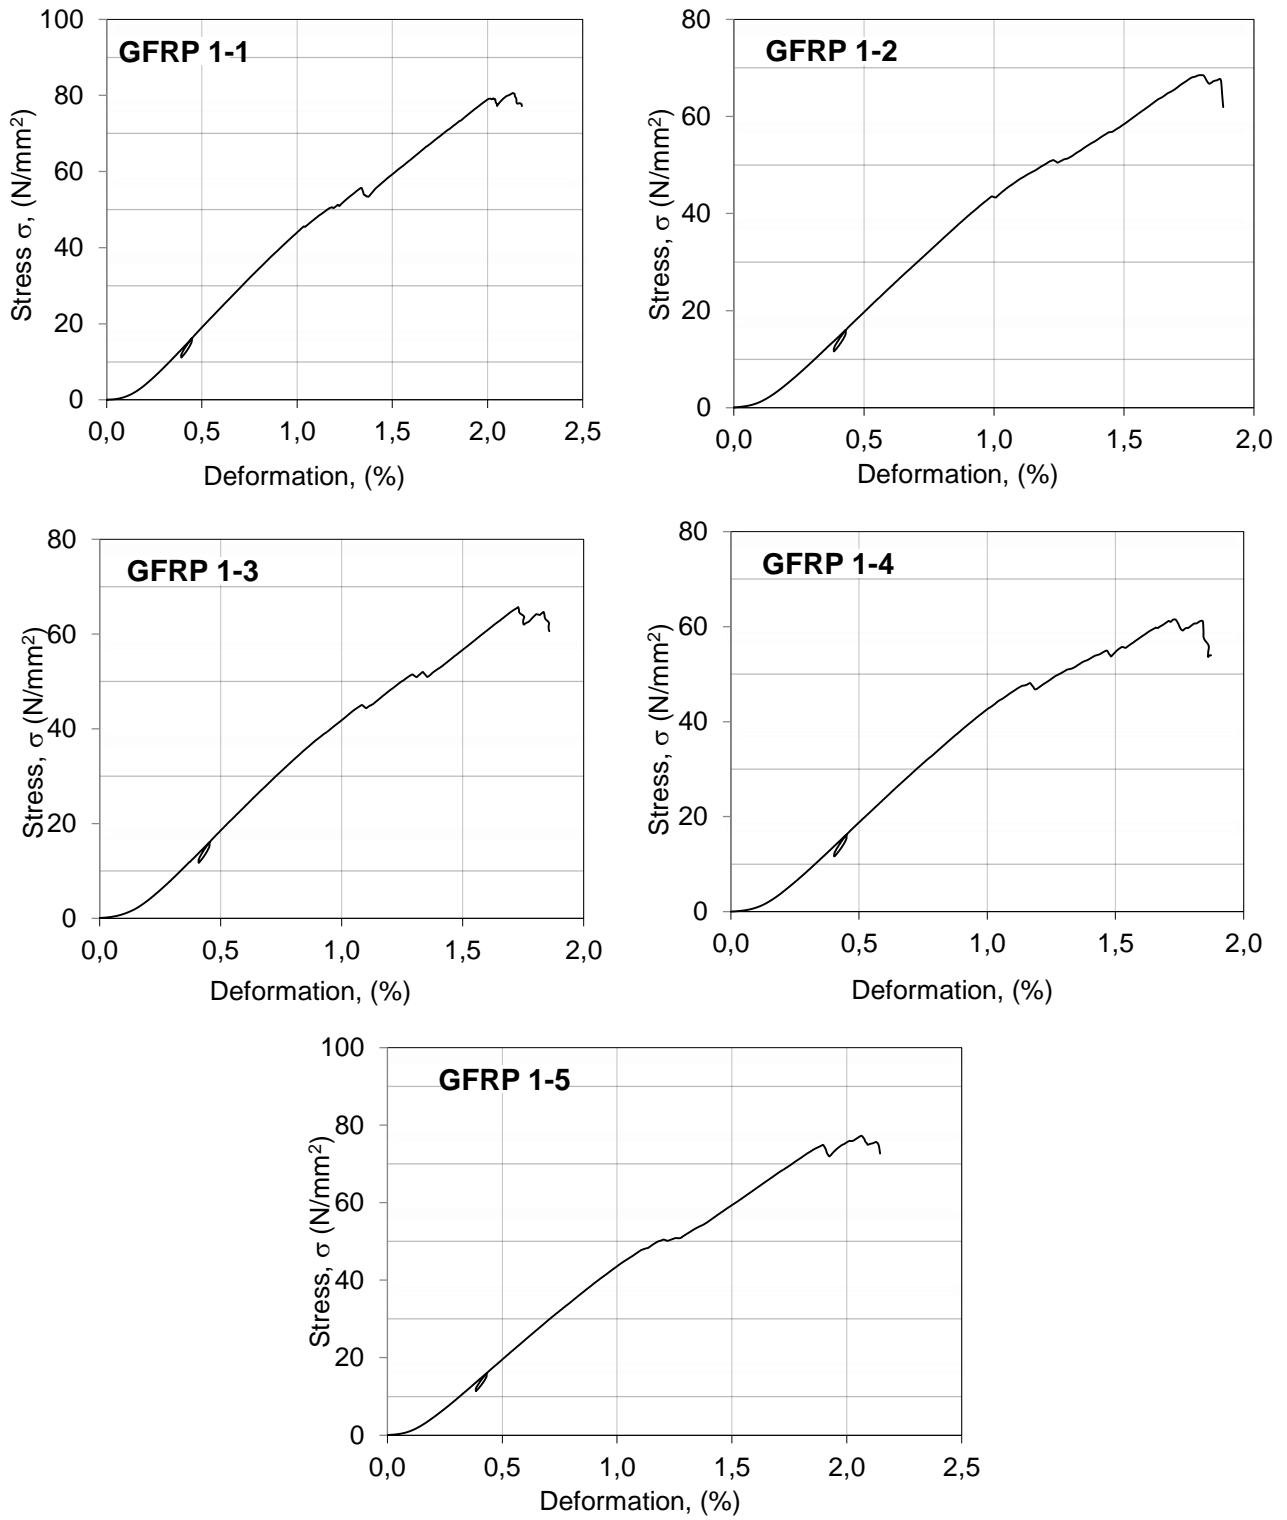 GFRP 1-1
100
80
60
40
20
0
0,0 0,5 1,0 1,5 2,0 2,5
Stress σ, (N/mm²)
Deformation, (%)
GFRP 1-2
80
60
40
20
0
0,0 0,5 1,0 1,5 2,0
Stress, σ (N/mm²)
Deformation, (%)
GFRP 1-3
80
60
40
20
0
0,0 0,5 1,0 1,5 2,0
Stress, σ (N/mm²)
Deformation, (%)
GFRP 1-4
80
60
40
20
0
0,0 0,5 1,0 1,5 2,0
Stress, σ (N/mm²)
Deformation, (%)
GFRP 1-5
100
80
60
40
20
0
0,0 0,5 1,0 1,5 2,0 2,5
Stress, σ (N/mm²)
Deformation, (%)